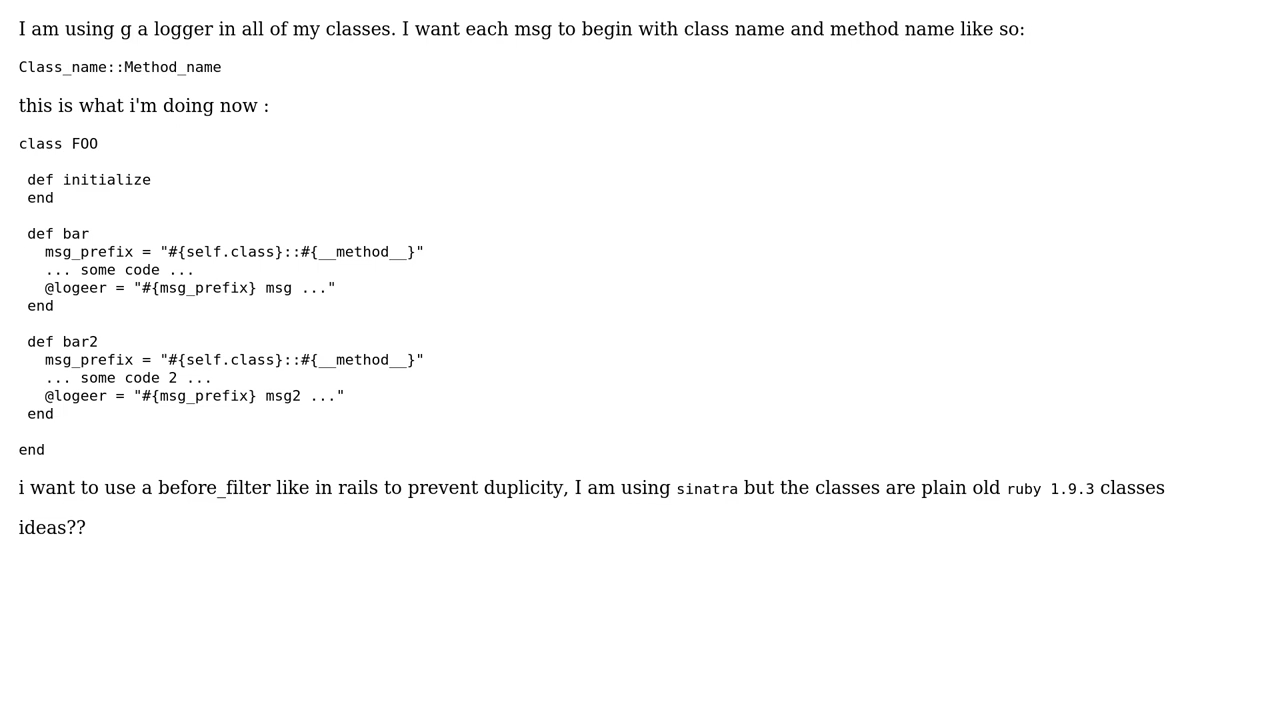 I am using g a logger in all of my classes. I want each msg to begin with class name and method name like so:
Class_name::Method_name
this is what i'm doing now :
class FOO
def initialize
end
def bar
msg_prefix = "#{self.class}::#{__method__}"
... some code ...
@logeer = "#{msg_prefix} msg ..."
end
def bar2
msg_prefix = "#{self.class}::#{__method__}"
... some code 2 ...
@logeer = "#{msg_prefix} msg2 ..."
end
end
i want to use a before_filter like in rails to prevent duplicity, I am using sinatra but the classes are plain old ruby 1.9.3 classes
ideas??